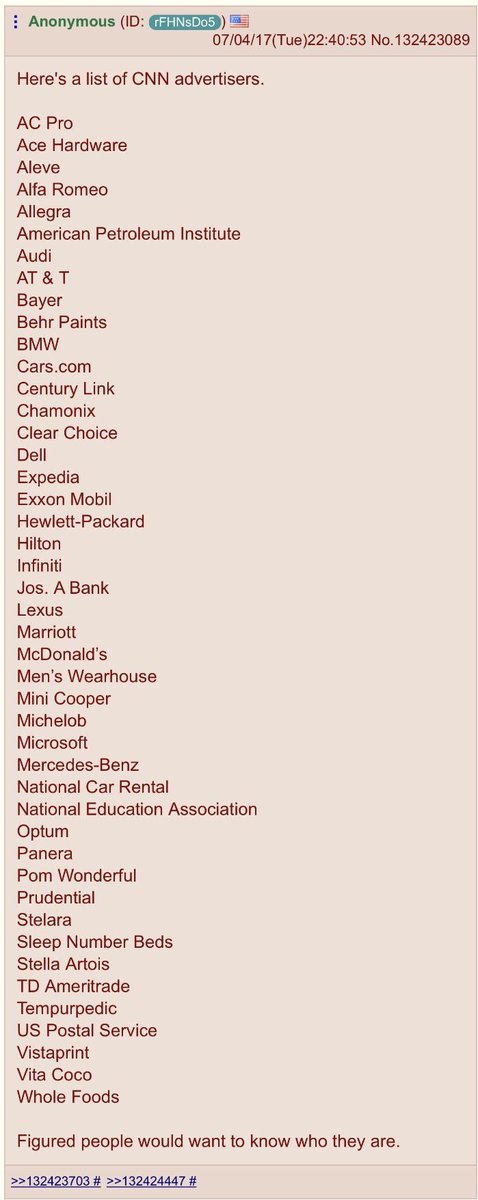 Anonymous (ID: rFHNsDo5)
07/04/17(Tue)22:40:53 No.132423089
Here's a list of CNN advertisers.
AC Pro
Ace Hardware
Aleve
Alfa Romeo
Allegra
American Petroleum Institute
Audi
AT & T
Bayer
Behr Paints
BMW
Cars.com
Century Link
Chamonix
Clear Choice
Dell
Expedia
Exxon Mobil
Hewlett-Packard
Hilton
Infiniti
Jos. A Bank
Lexus
Marriott
McDonald’s
Men’s Wearhouse
Mini Cooper
Michelob
Microsoft
Mercedes-Benz
National Car Rental
National Education Association
Optum
Panera
Pom Wonderful
Prudential
Stelara
Sleep Number Beds
Stella Artois
TD Ameritrade
Tempurpedic
US Postal Service
Vistaprint
Vita Coco
Whole Foods
Figured people would want to know who they are.
>>132423703 # >>132424447 #